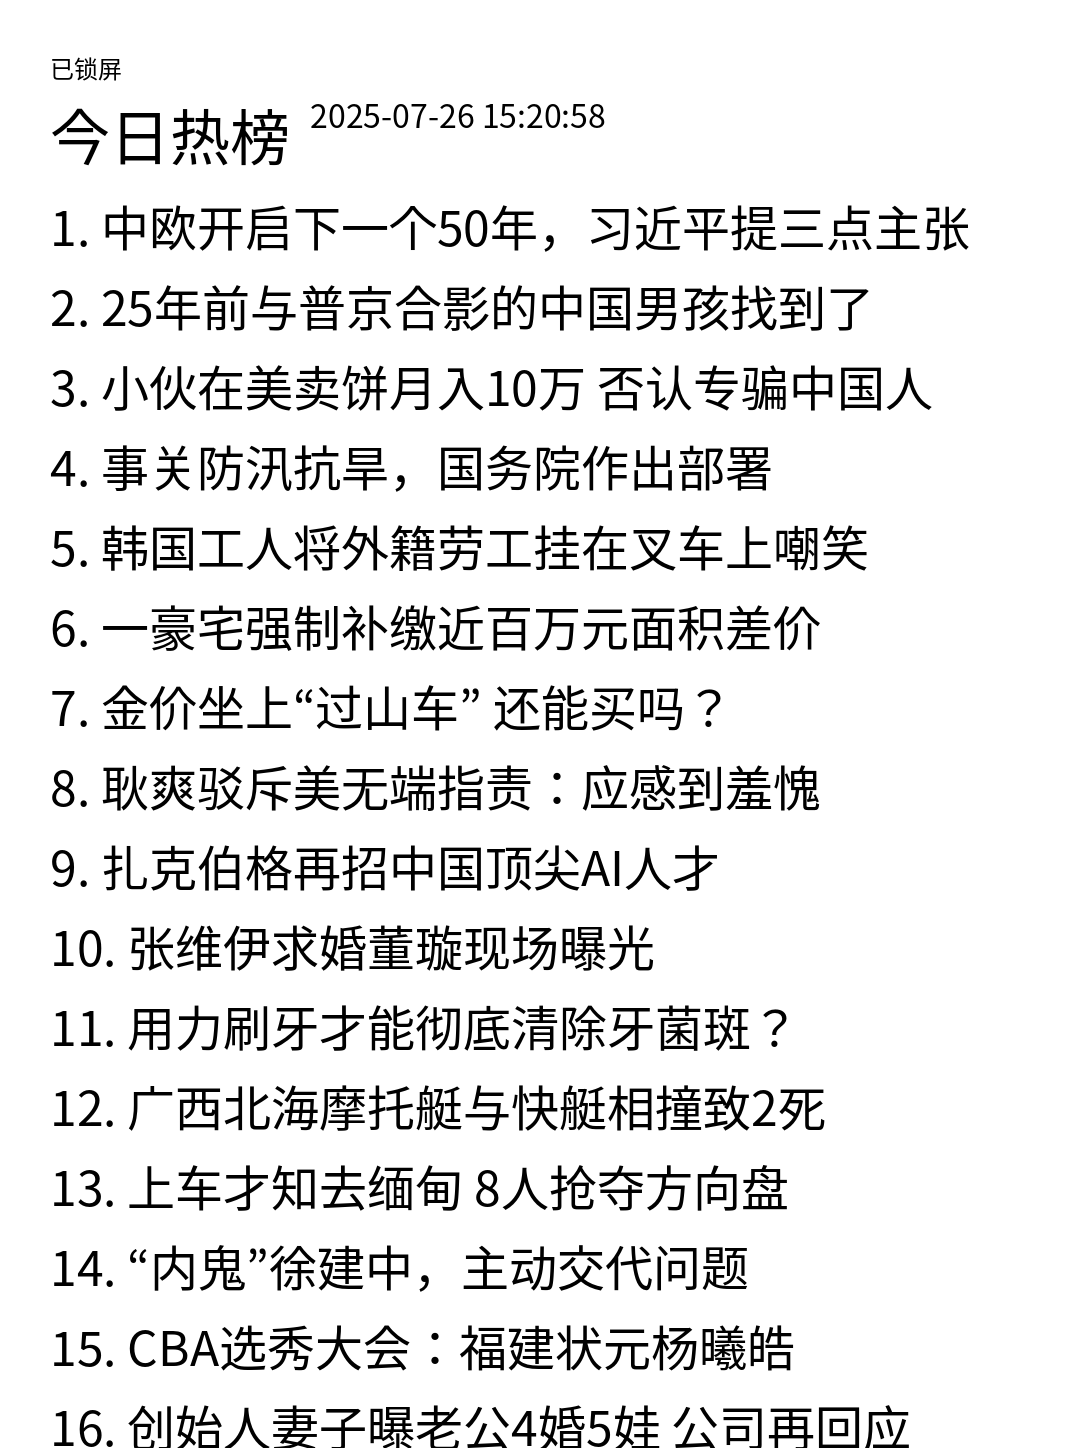 已锁屏
今日热榜 2025-07-26 15:20:58
1. 中欧开启下一个50年，习近平提三点主张
2. 25年前与普京合影的中国男孩找到了
3. 小伙在美卖饼月入10万 否认专骗中国人
4. 事关防汛抗旱，国务院作出部署
5. 韩国工人将外籍劳工挂在叉车上嘲笑
6. 一豪宅强制补缴近百万元面积差价
7. 金价坐上“过山车” 还能买吗？
8. 耿爽驳斥美无端指责：应感到羞愧
9. 扎克伯格再招中国顶尖AI人才
10. 张维伊求婚董璇现场曝光
11. 用力刷牙才能彻底清除牙菌斑？
12. 广西北海摩托艇与快艇相撞致2死
13. 上车才知去缅甸 8人抢夺方向盘
14. “内鬼”徐建中，主动交代问题
15. CBA选秀大会：福建状元杨曦皓
16. 创始人妻子曝老公4婚5娃 公司再回应